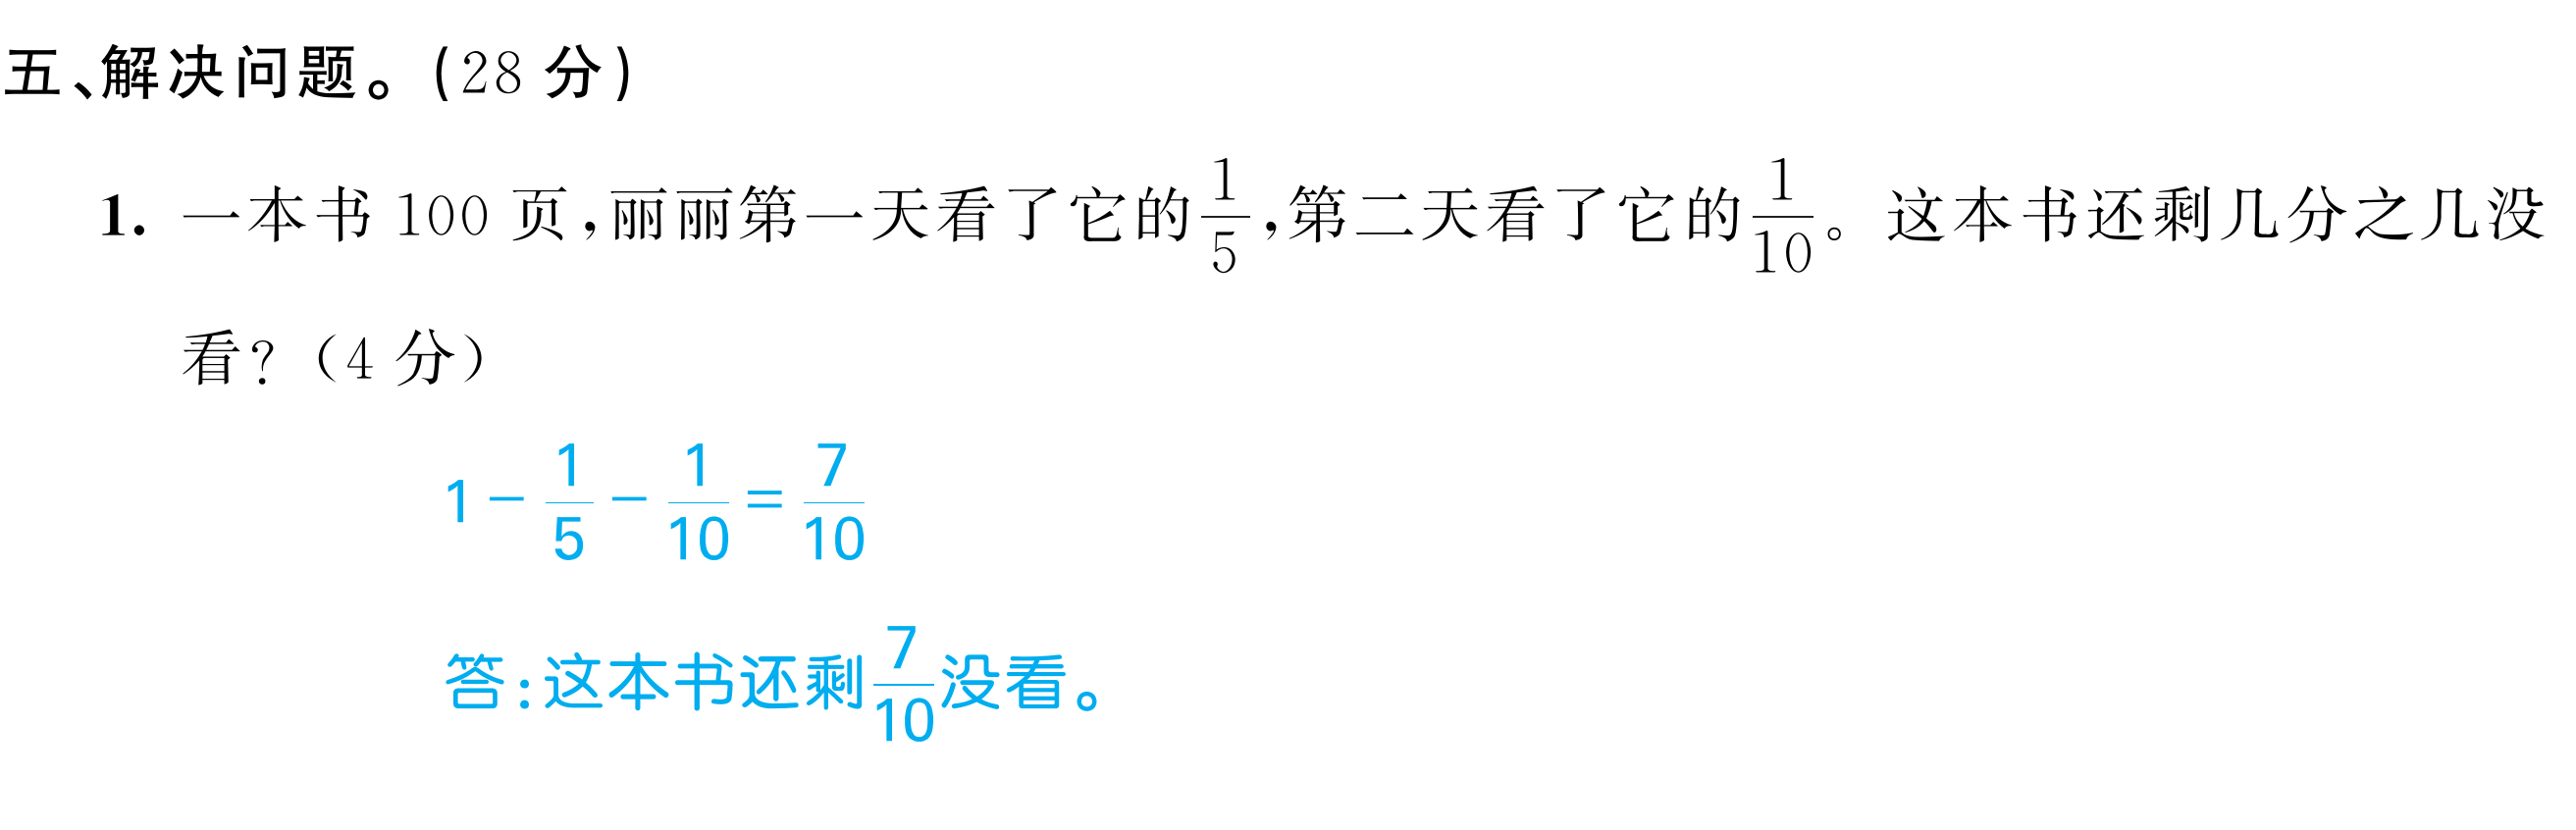 五、解决问题。(28 分)
1. 一本书 100 页,丽丽第一天看了它的1/5,第二天看了它的1/10。这本书还剩几分之几没
看?(4 分)
1 − 1/5 − 1/10 = 7/10
答:这本书还剩7/10没看。